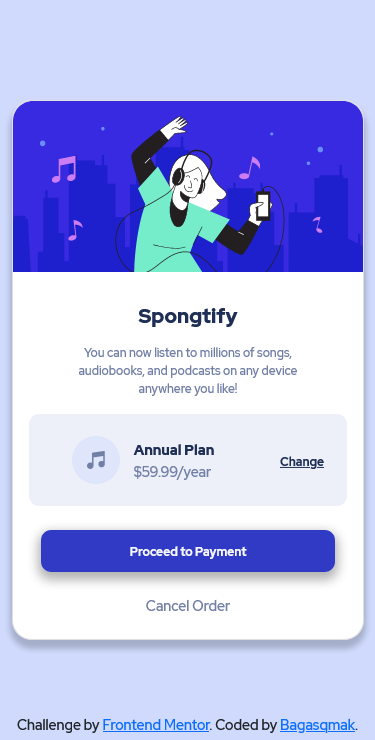 Spongtify
You can now listen to millions of songs,
audiobooks, and podcasts on any device
anywhere you like!
Annual Plan
$59.99/year
Change
Proceed to Payment
Cancel Order
Challenge by Frontend Mentor. Coded by Bagasqmak.